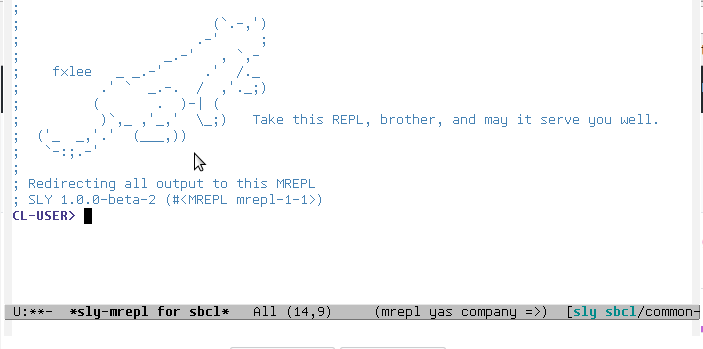 fxlee
Take this REPL, brother, and may it serve you well.
; Redirecting all output to this MREPL
; SLY 1.0.0-beta-2 (#<MREPL mrepl-1-1>)
CL-USER>
U:**-  *sly-mrepl for sbcl*   All (14,9)     (mrepl yas company =>)  [sly sbcl/common-